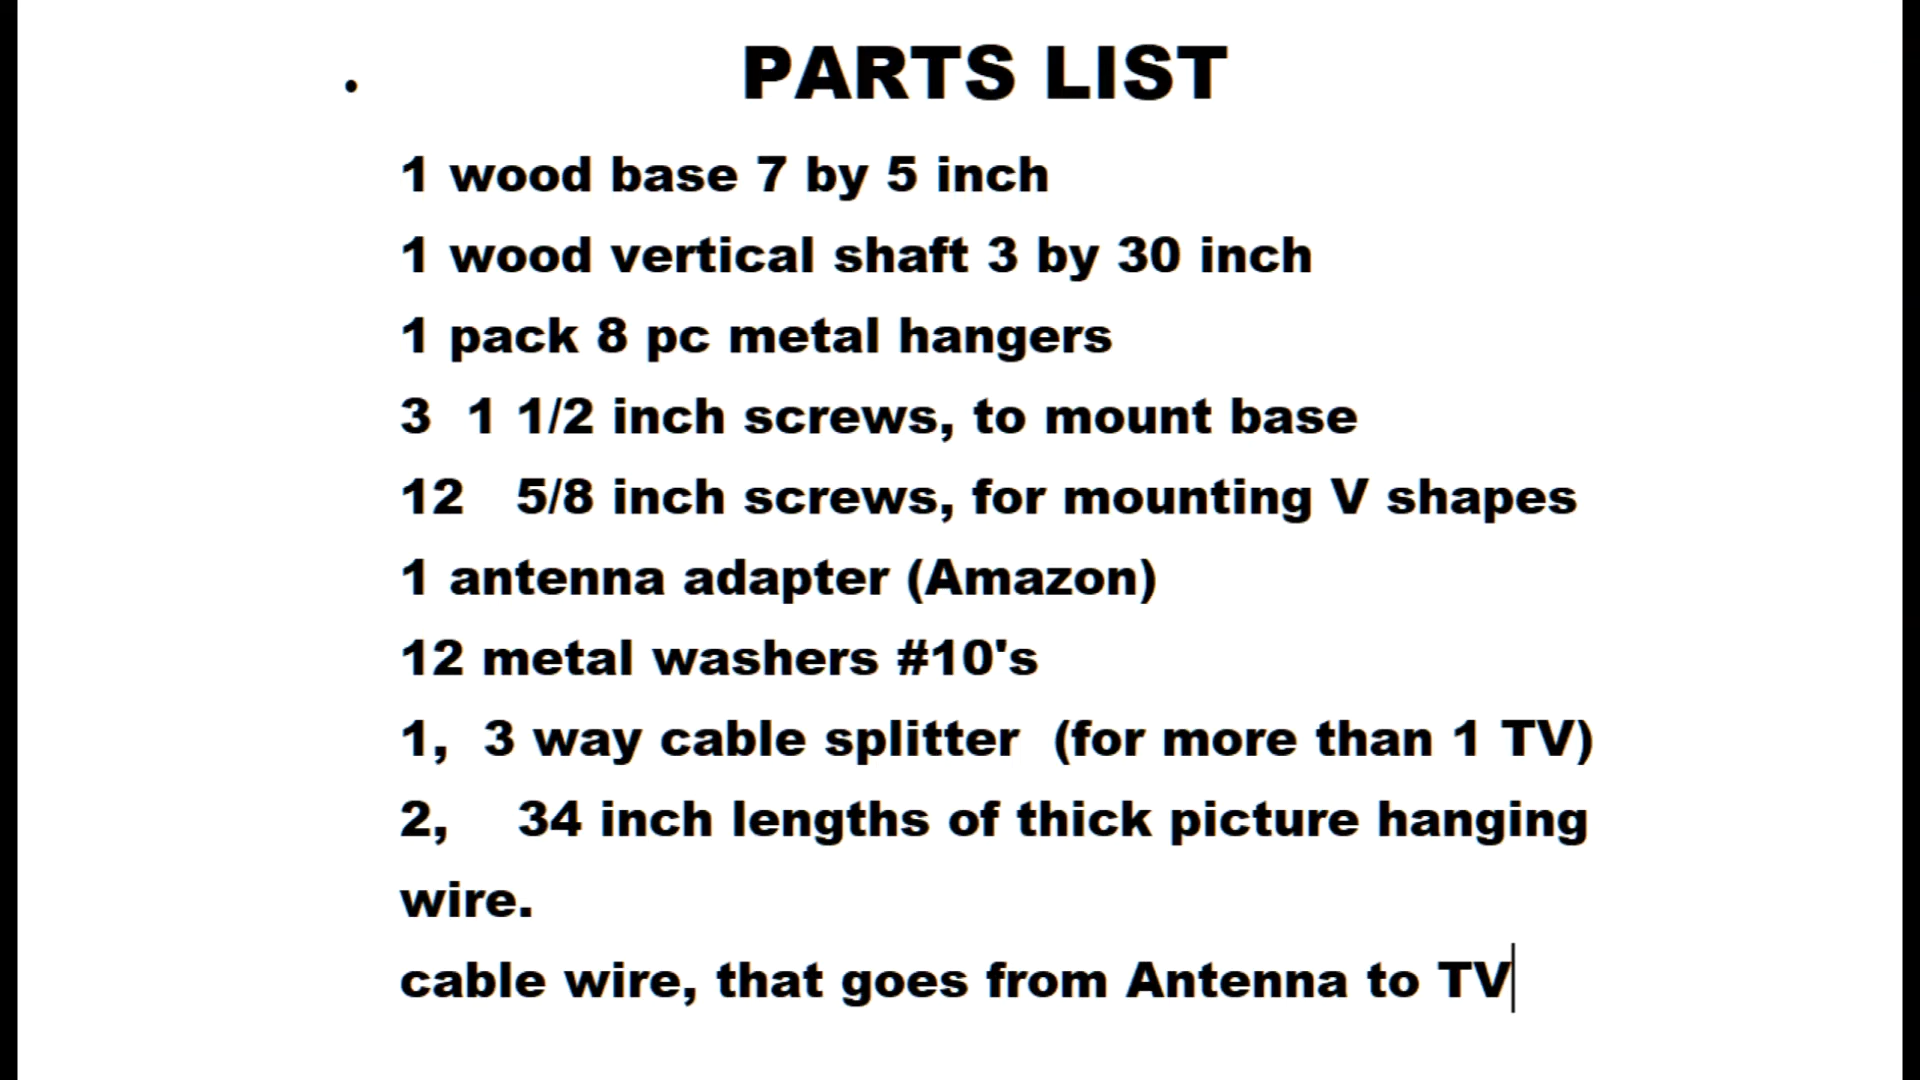 • PARTS LIST
1 wood base 7 by 5 inch
1 wood vertical shaft 3 by 30 inch
1 pack 8 pc metal hangers
3  1 1/2 inch screws, to mount base
12   5/8 inch screws, for mounting V shapes
1 antenna adapter (Amazon)
12 metal washers #10's
1,  3 way cable splitter  (for more than 1 TV)
2,    34 inch lengths of thick picture hanging
wire.
cable wire, that goes from Antenna to TV